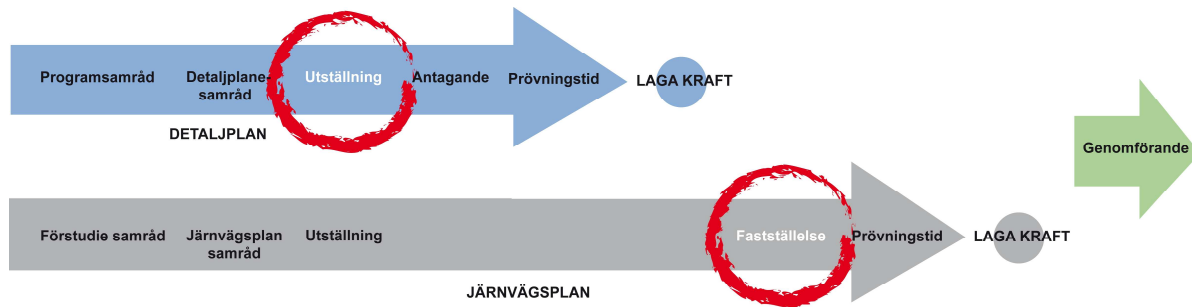 Programsamråd
Detaljplane-
samråd
Utställning
Antagande
Prövningstid
LAGA KRAFT
DETALJPLAN
Genomförande
Förstudie samråd
Järnvägsplan
samråd
Utställning
Fastställelse
Prövningstid
LAGA KRAFT
JÄRNVÄGSPLAN